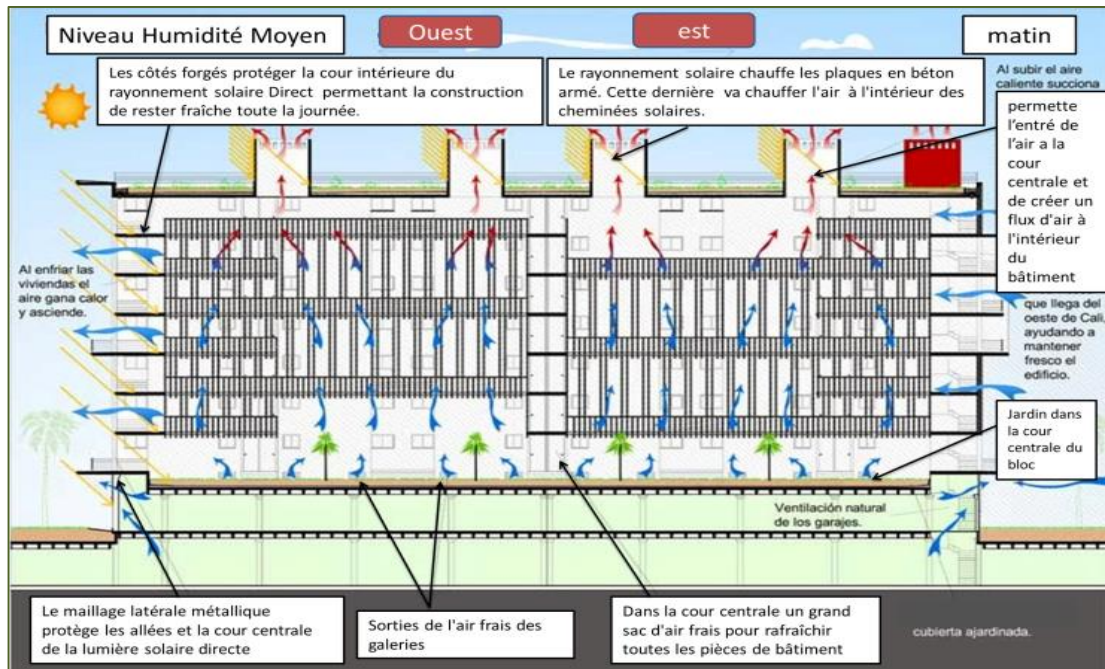 Niveau Humidité Moyen
Ouest
est
matin
Les côtés forgés protéger la cour intérieure du
rayonnement solaire Direct permettant la construction
de rester fraîche toute la journée.
Le rayonnement solaire chauffe les plaques en béton
armé. Cette dernière va chauffer l'air à l'intérieur des
cheminées solaires.
Al subir el aire
caliente succiona
permette
l'entré de
l'air a la
cour
centrale et
de créer un
flux d'air à
l'intérieur
du
bâtiment
Al enfriar las
viviendas el
aire gana calor
y asciende.
que llega del
oeste de Cali,
ayudando a
mantener
fresco el
edificio.
Jardin dans
la cour
centrale du
bloc
Ventilación natural
de los garajes.
Le maillage latérale métallique
protège les allées et la cour centrale
de la lumière solaire directe
Sorties de l'air frais des
galeries
Dans la cour centrale un grand
sac d'air frais pour rafraîchir
toutes les pièces de bâtiment
cubierta ajardinada.